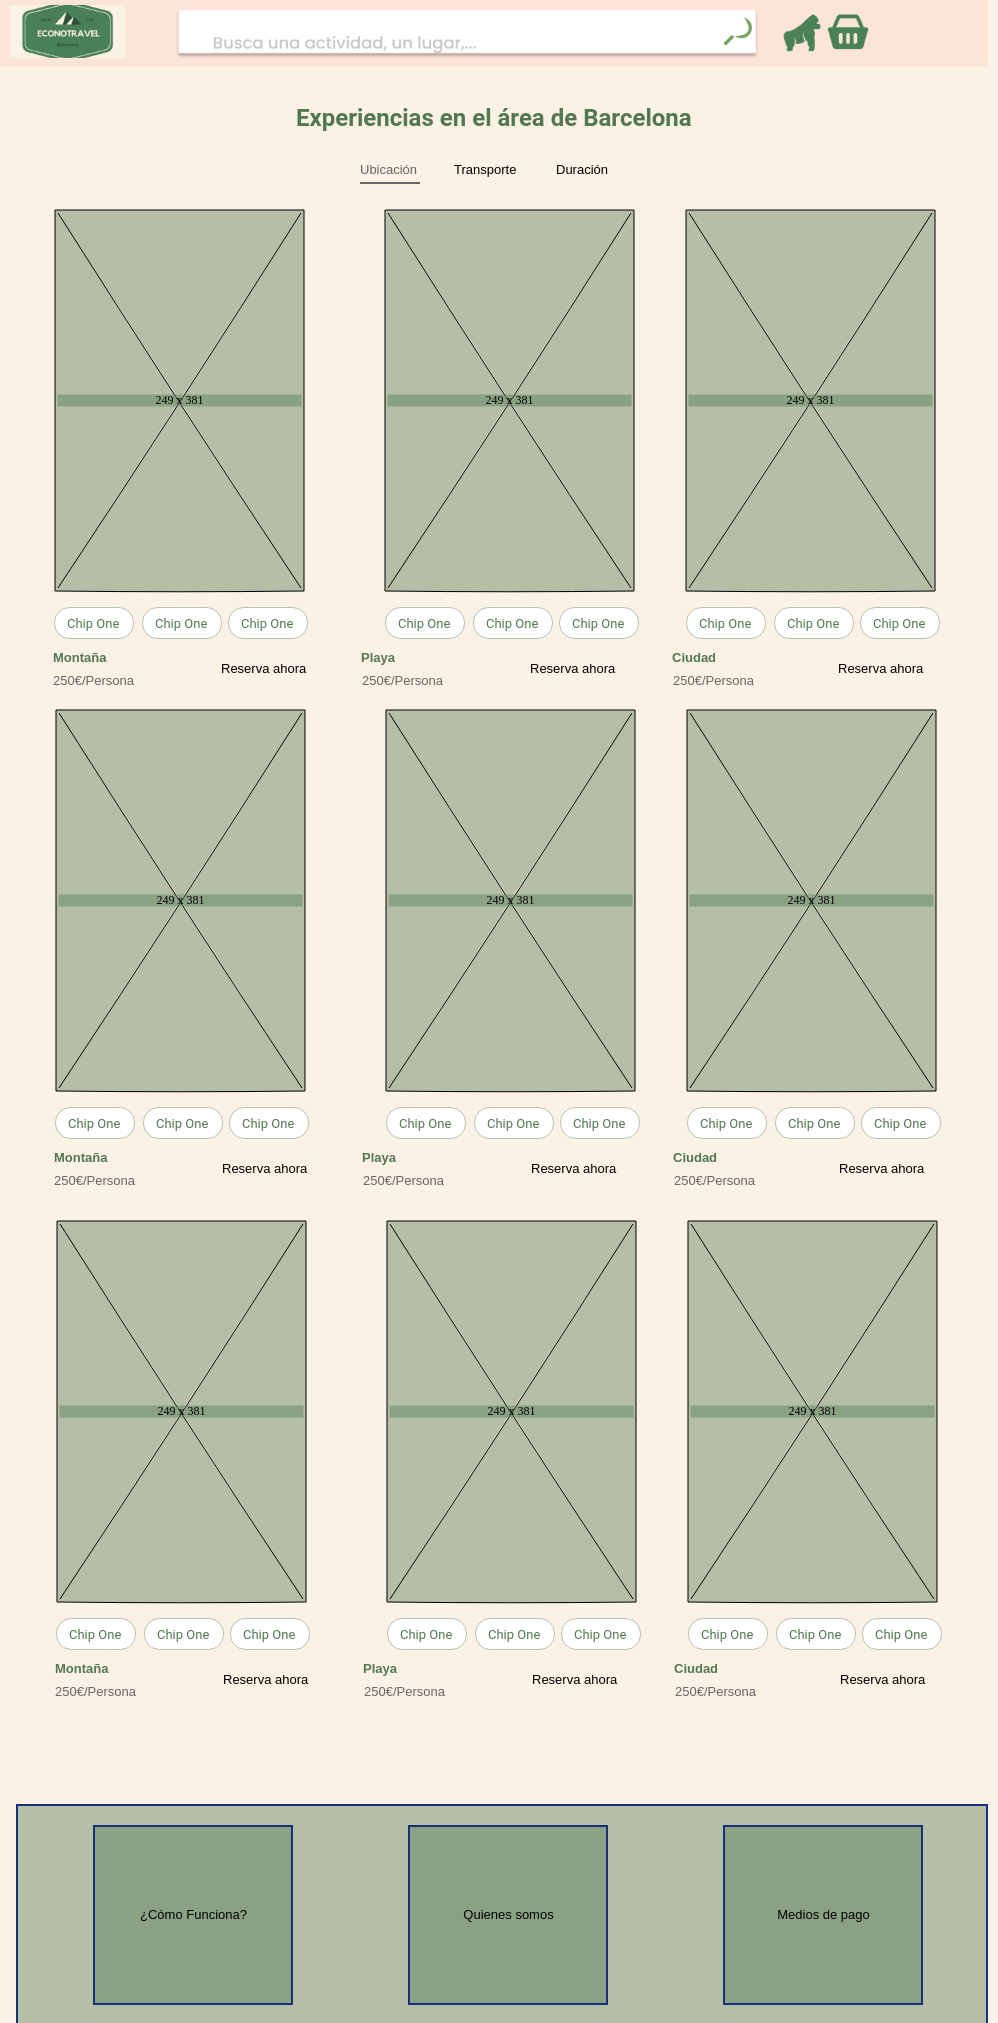 ECONOTRAVEL
Barcelona
Busca una actividad, un lugar,...
Experiencias en el área de Barcelona
Ubicación Transporte Duración
249 x 381 249 x 381 249 x 381
Chip One Chip One Chip One Chip One Chip One Chip One Chip One Chip One Chip One
Montaña Playa Ciudad
Reserva ahora Reserva ahora Reserva ahora
250€/Persona 250€/Persona 250€/Persona
249 x 381 249 x 381 249 x 381
Chip One Chip One Chip One Chip One Chip One Chip One Chip One Chip One Chip One
Montaña Playa Ciudad
Reserva ahora Reserva ahora Reserva ahora
250€/Persona 250€/Persona 250€/Persona
249 x 381 249 x 381 249 x 381
Chip One Chip One Chip One Chip One Chip One Chip One Chip One Chip One Chip One
Montaña Playa Ciudad
Reserva ahora Reserva ahora Reserva ahora
250€/Persona 250€/Persona 250€/Persona
¿Cómo Funciona? Quienes somos Medios de pago